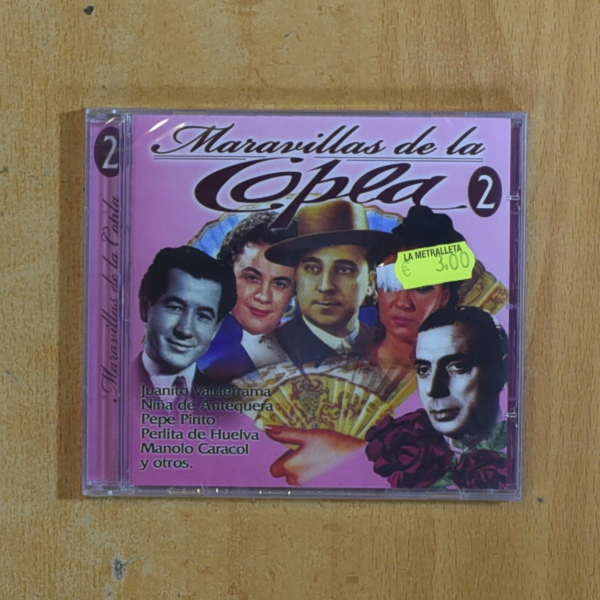 Maravillas de la
Copla 2
LA METRALLETA
€ 3.00
Juanito Valderrama
Niña de Antequera
Pepe Pinto
Perlita de Huelva
Manolo Caracol
y otros.
2
Maravillas de la Copla